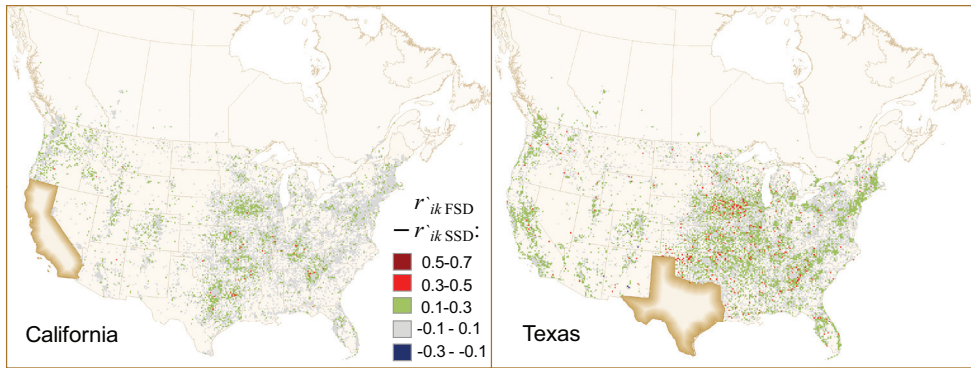 r`ik FSD
– r`ik SSD:
0.5-0.7
0.3-0.5
0.1-0.3
-0.1 - 0.1
-0.3 - -0.1
California
Texas